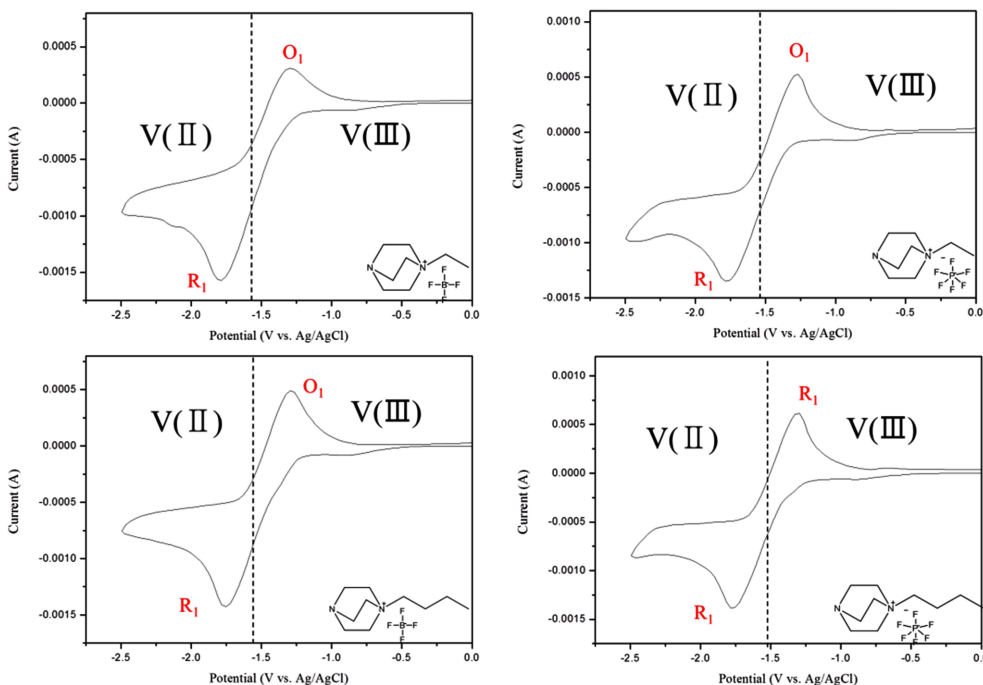 0.0005
0.0000
-0.0005
-0.0010
-0.0015
Current (A)
O1
V(Ⅱ)
V(Ⅲ)
R1
N
N+
F
F-B-F
F
-2.5 -2.0 -1.5 -1.0 -0.5 0.0
Potential (V vs. Ag/AgCl)
0.0010
0.0005
0.0000
-0.0005
-0.0010
-0.0015
Current (A)
O1
V(Ⅱ)
V(Ⅲ)
R1
N
N+
−
F
F P F
F F
F
-2.5 -2.0 -1.5 -1.0 -0.5 0.0
Potential (V vs. Ag/AgCl)
0.0005
0.0000
-0.0005
-0.0010
-0.0015
Current (A)
O1
V(Ⅱ)
V(Ⅲ)
R1
N
N+
F
F-B-F
F
-2.5 -2.0 -1.5 -1.0 -0.5 0.0
Potential (V vs. Ag/AgCl)
0.0010
0.0005
0.0000
-0.0005
-0.0010
-0.0015
Current (A)
R1
V(Ⅱ)
V(Ⅲ)
R1
N
N+
−
F
F P F
F F
F
-2.5 -2.0 -1.5 -1.0 -0.5 0.0
Potential (V vs. Ag/AgCl)